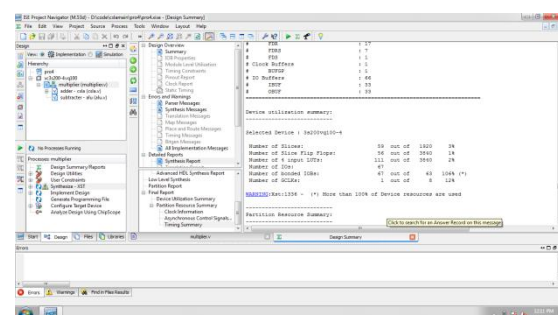 ISE Project Navigator (M.53d) - D:\code\clemani\pro4\pro4.xise - [Design Summary]
File Edit View Project Source Process Tools Window Layout Help
Design
View: Implementation Simulation
Hierarchy
pro4
xc3s200-4vq100
multiplier (multiplier.v)
adder - cste (rslw.v)
subtracter - alu (alu.v)
No Processes Running
Processes: multiplier
Design Summary/Reports
Design Utilities
User Constraints
Synthesize - XST
Implement Design
Generate Programming File
Configure Target Device
Analyze Design Using ChipScope
Start Design Files Libraries
Design Overview
Summary
IOB Properties
Module Level Utilization
Timing Constraints
Pinout Report
Clock Report
Static Timing
Errors and Warnings
Parser Messages
Synthesis Messages
Translation Messages
Map Messages
Place and Route Messages
Timing Messages
Bitgen Messages
All Implementation Messages
Detailed Reports
Synthesis Report
Advanced HDL Synthesis Report
Low Level Synthesis
Partition Report
Final Report
Device Utilization Summary
Partition Resource Summary
Timing Summary
Clock Information
Asynchronous Control Signals...
Timing Summary
# FDR : 17
# FDRS : 7
# FDS : 1
# Clock Buffers : 1
# BUFGP : 1
# IO Buffers : 66
# IBUF : 33
# OBUF : 33
Device utilization summary:
Selected Device : 3s200vq100-4
Number of Slices: 59 out of 1920 3%
Number of Slice Flip Flops: 56 out of 3840 1%
Number of 4 input LUTs: 111 out of 3840 2%
Number of IOs: 67
Number of bonded IOBs: 67 out of 63 106% (*)
Number of GCLKs: 1 out of 8 12%
WARNING:Xst:1336 - (*) More than 100% of Device resources are used
Partition Resource Summary:
Click to search for an Answer Record on this message
multiplier.v
Design Summary
Errors
Errors Warnings Find in Files Results